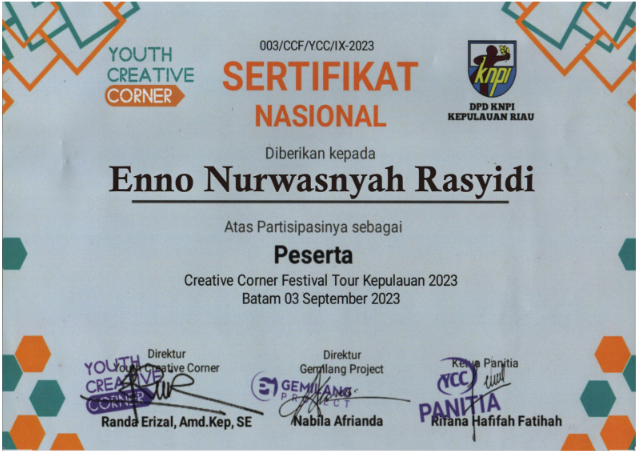 003/CCF/YCC/IX-2023
YOUTH
CREATIVE
CORNER
SERTIFIKAT
NASIONAL
knpi
DPD KNPI
KEPULAUAN RIAU
Diberikan kepada
Enno Nurwasnyah Rasyidi
Atas Partisipasinya sebagai
Peserta
Creative Corner Festival Tour Kepulauan 2023
Batam 03 September 2023
Direktur
Youth Creative Corner
YOUTH
CREATIVE
CORNER
Randa Erizal, Amd.Kep, SE
Direktur
Gemilang Project
GEMILANG
PROJECT
Nabila Afrianda
Ketua Panitia
YCC
PANITIA
Rifana Hafifah Fatihah